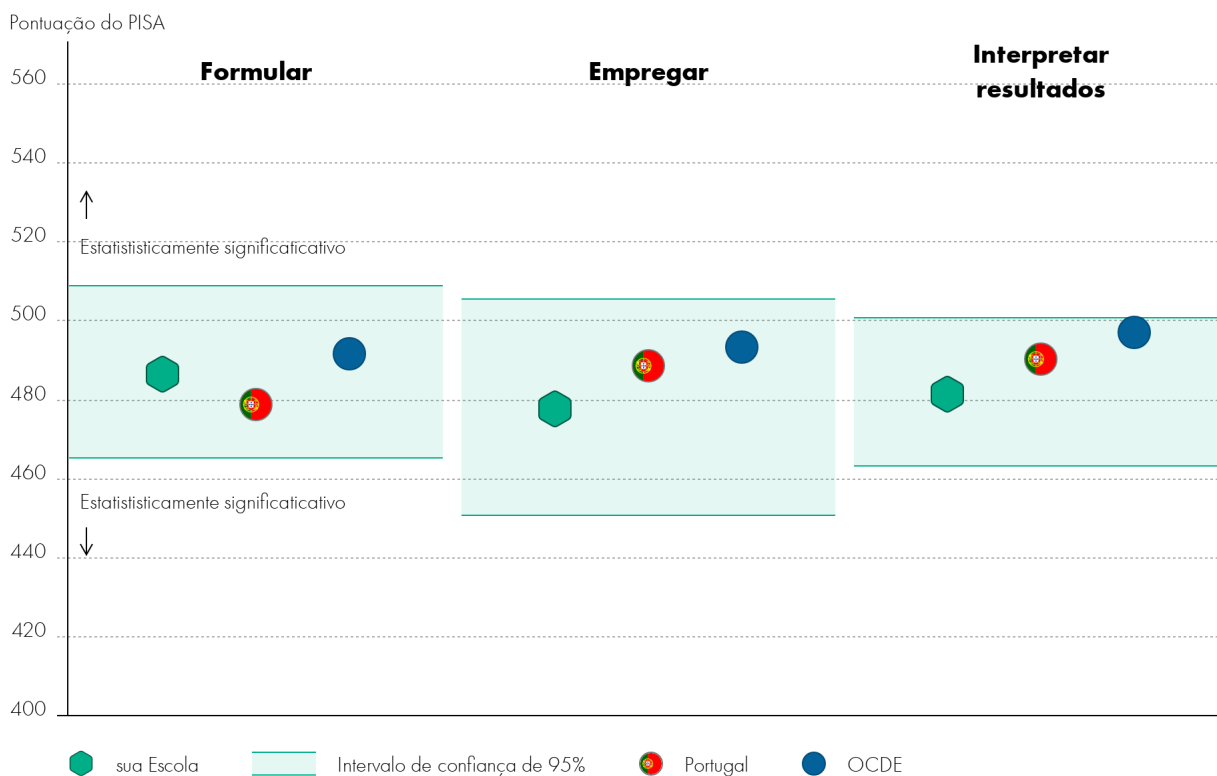 Pontuação do PISA
Formular
Empregar
Interpretar
resultados
560
540
520
Estatististicamente significaticativo
500
480
460
Estatististicamente significaticativo
440
420
400
sua Escola
Intervalo de confiança de 95%
Portugal
OCDE